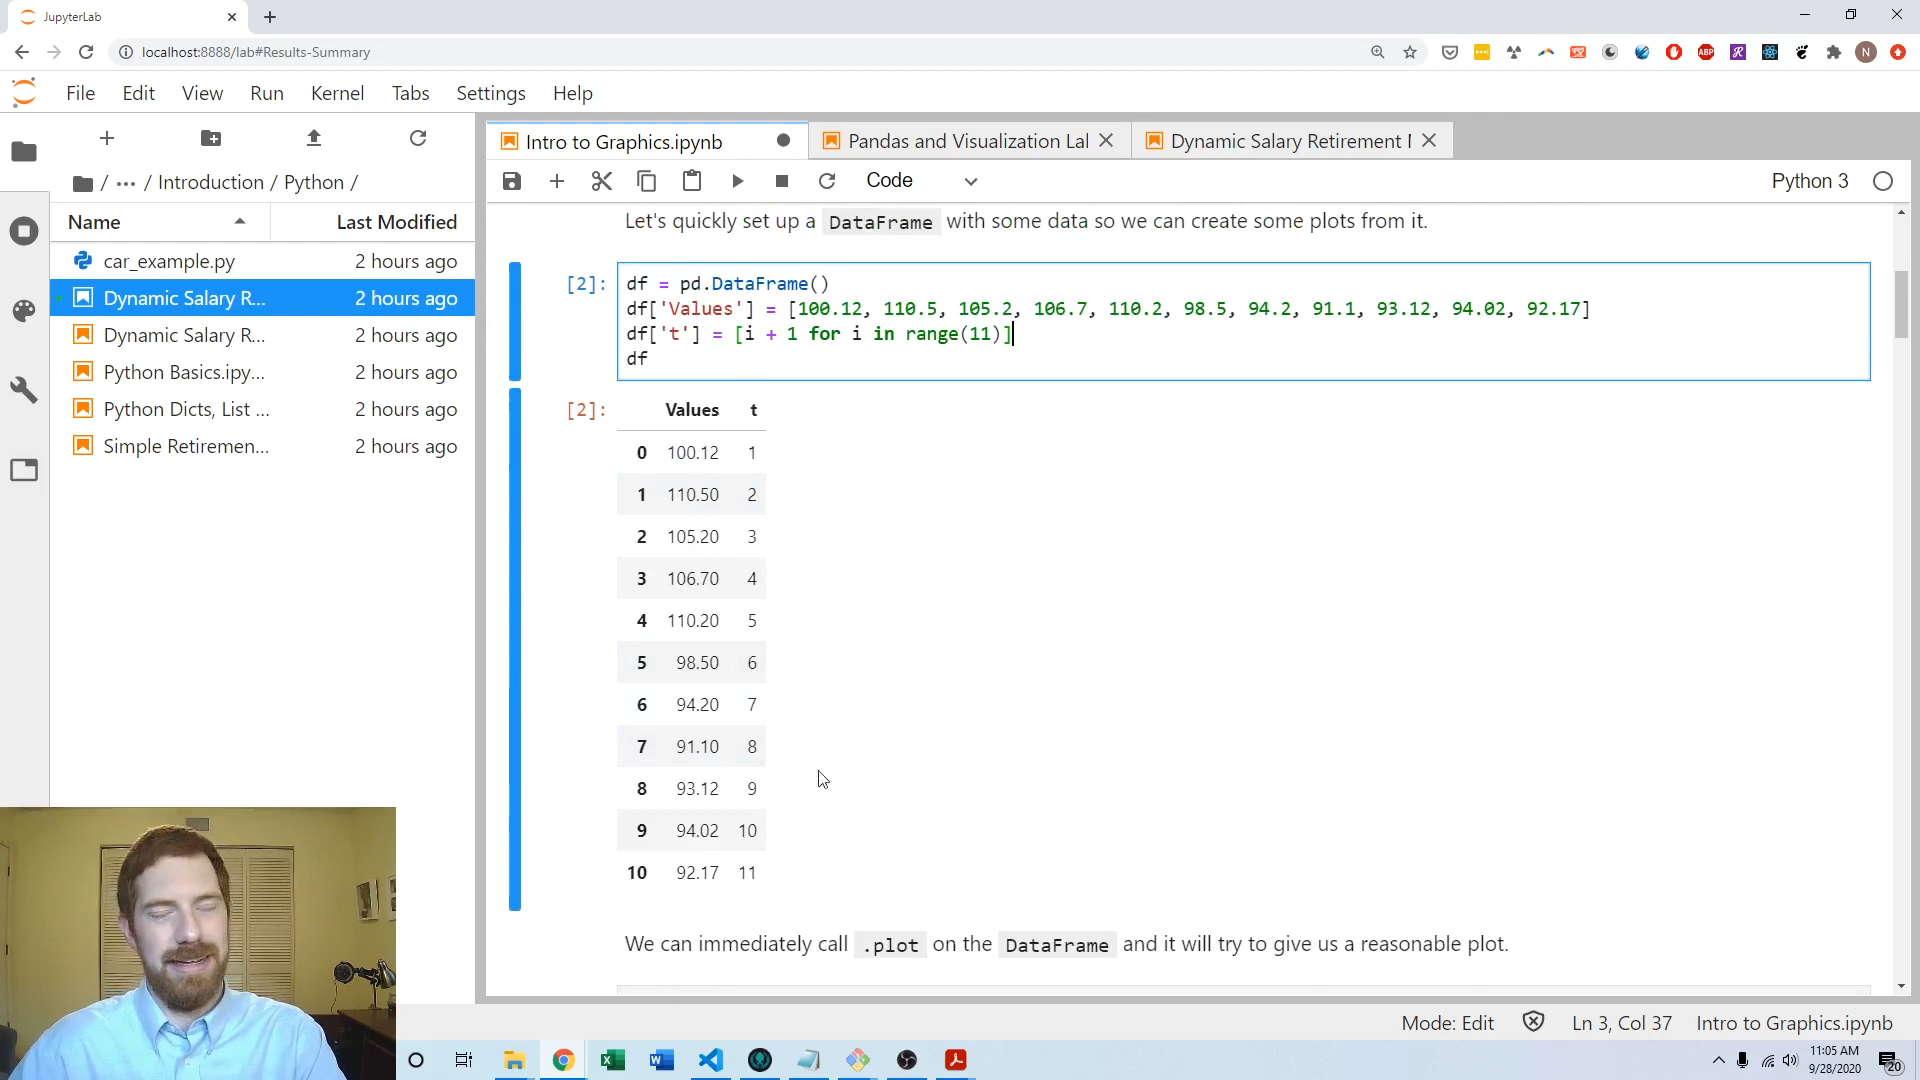 JupyterLab
localhost:8888/lab#Results-Summary
ABP
N
File Edit View Run Kernel Tabs Settings Help
/ ··· / Introduction / Python /
Name Last Modified
car_example.py 2 hours ago
Dynamic Salary R... 2 hours ago
Dynamic Salary R... 2 hours ago
Python Basics.ipy... 2 hours ago
Python Dicts, List ... 2 hours ago
Simple Retiremen... 2 hours ago
Intro to Graphics.ipynb Pandas and Visualization Lal Dynamic Salary Retirement I
Code Python 3
Let's quickly set up a DataFrame with some data so we can create some plots from it.
[2]: df = pd.DataFrame()
df['Values'] = [100.12, 110.5, 105.2, 106.7, 110.2, 98.5, 94.2, 91.1, 93.12, 94.02, 92.17]
df['t'] = [i + 1 for i in range(11)]
df
[2]: Values t
0 100.12 1
1 110.50 2
2 105.20 3
3 106.70 4
4 110.20 5
5 98.50 6
6 94.20 7
7 91.10 8
8 93.12 9
9 94.02 10
10 92.17 11
We can immediately call .plot on the DataFrame and it will try to give us a reasonable plot.
Mode: Edit Ln 3, Col 37 Intro to Graphics.ipynb
11:05 AM
9/28/2020
20